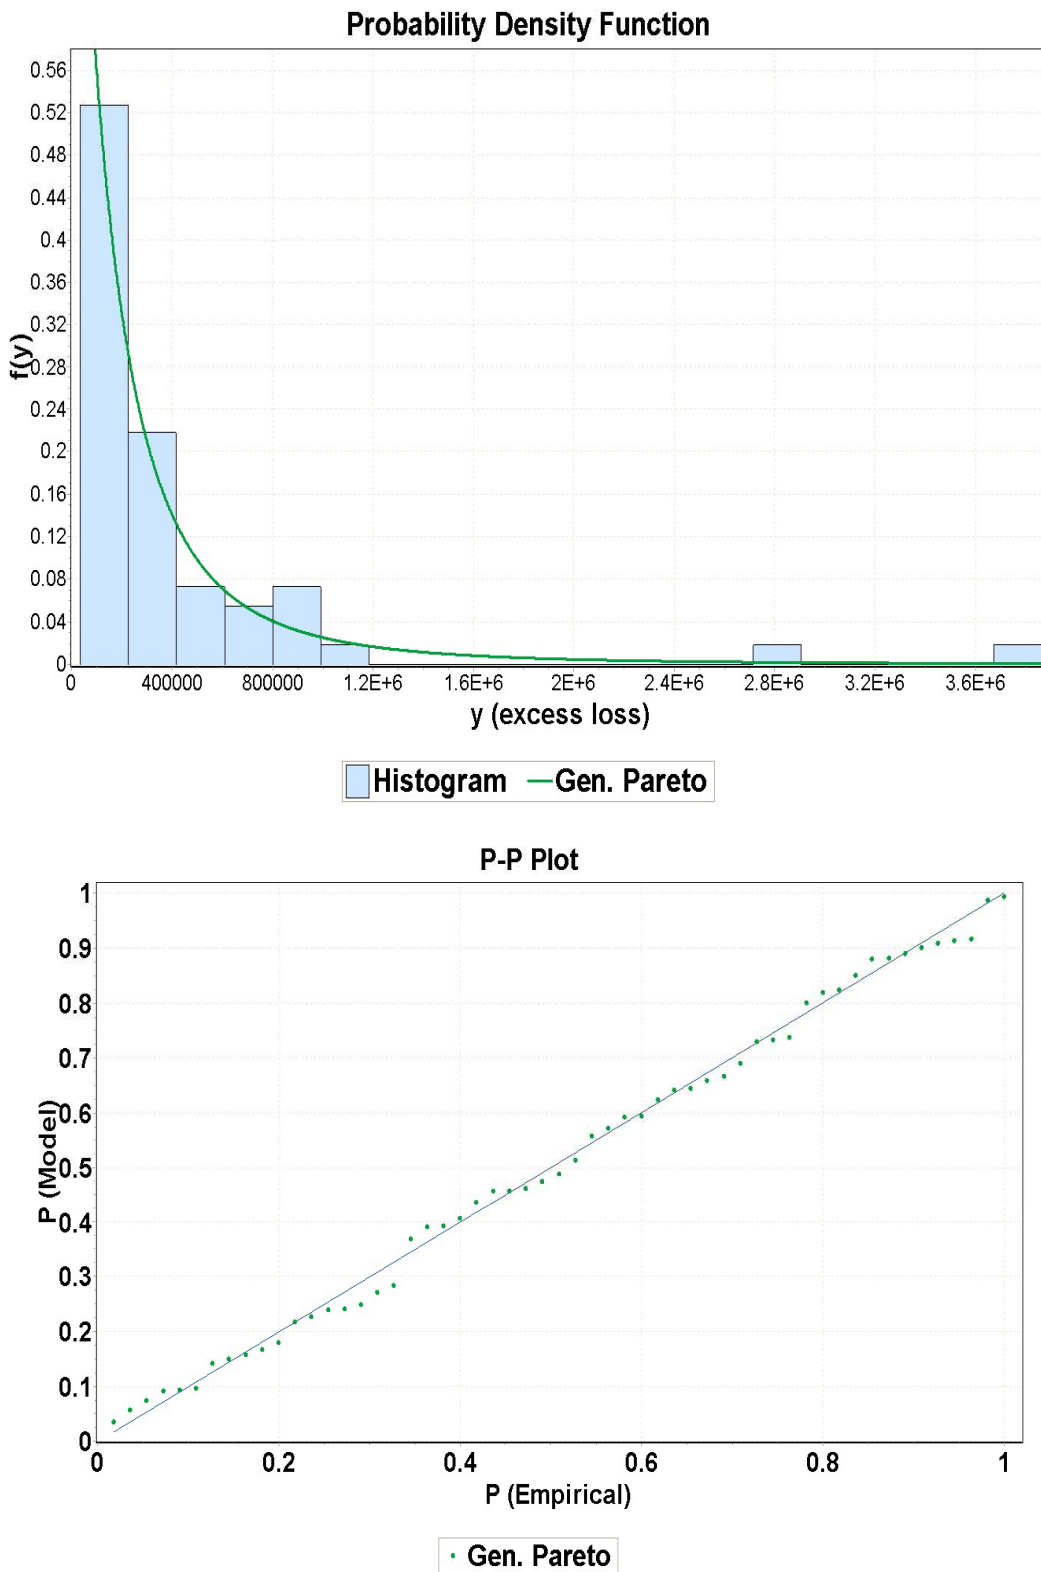 Probability Density Function
0.56
0.52
0.48
0.44
0.4
0.36
0.32
0.28
0.24
0.2
0.16
0.12
0.08
0.04
0
f(y)
0 400000 800000 1.2E+6 1.6E+6 2E+6 2.4E+6 2.8E+6 3.2E+6 3.6E+6
y (excess loss)
Histogram Gen. Pareto
P-P Plot
1
0.9
0.8
0.7
0.6
0.5
0.4
0.3
0.2
0.1
0
P (Model)
0 0.2 0.4 0.6 0.8 1
P (Empirical)
Gen. Pareto